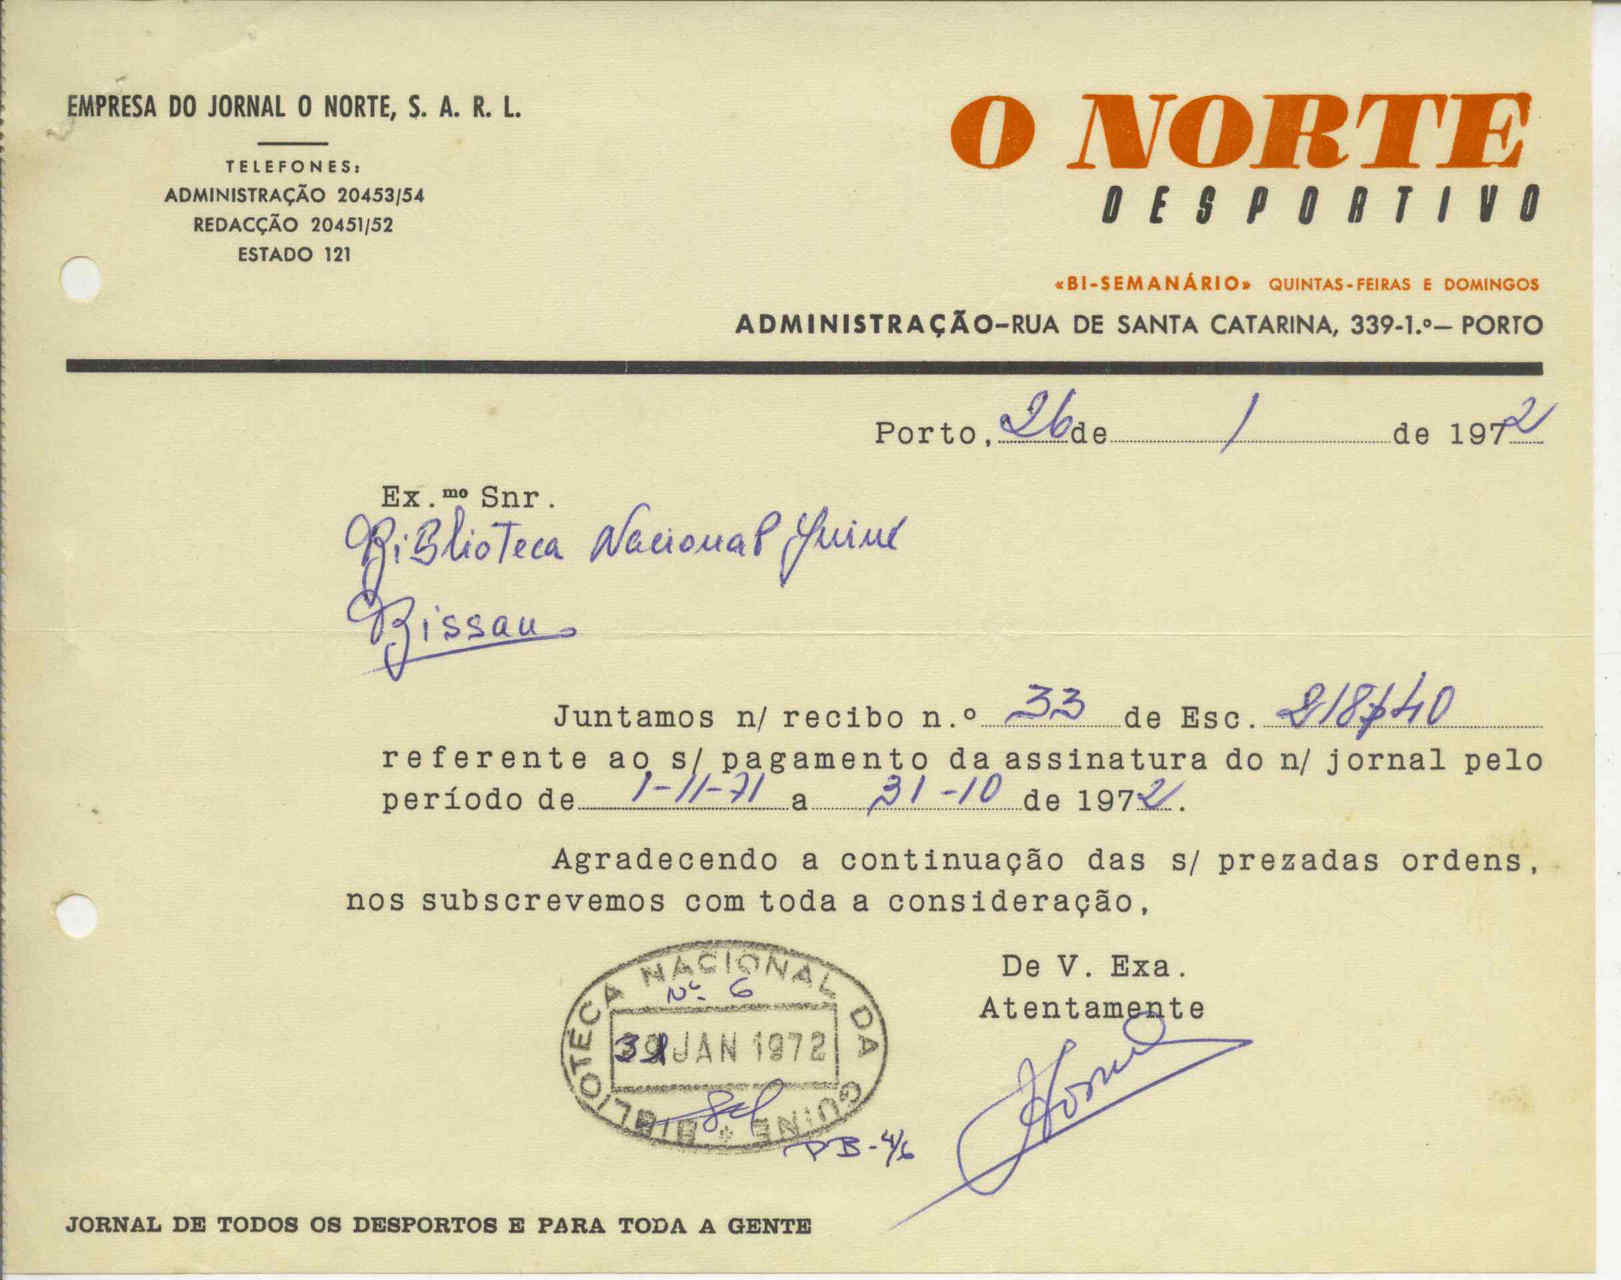 EMPRESA DO JORNAL O NORTE, S. A. R. L.
TELEFONES:
ADMINISTRAÇÃO 20453/54
REDACÇÃO 20451/52
ESTADO 121
O NORTE
DESPORTIVO
«BI-SEMANÁRIO» QUINTAS-FEIRAS E DOMINGOS
ADMINISTRAÇÃO–RUA DE SANTA CATARINA, 339-1.º— PORTO
Porto, 26 de 1 de 1972
Ex.mo Snr.
Biblioteca Nacional Guiné
Bissau
Juntamos n/ recibo n.º 33 de Esc. 218$40
referente ao s/ pagamento da assinatura do n/ jornal pelo
período de 1-11-71 a 31-10 de 1972.
Agradecendo a continuação das s/ prezadas ordens,
nos subscrevemos com toda a consideração,
De V. Exa.
Atentamente
BIBLIOTECA NACIONAL DA GUINÉ *
Nº 6
JAN 1972
PB-4/6
JORNAL DE TODOS OS DESPORTOS E PARA TODA A GENTE